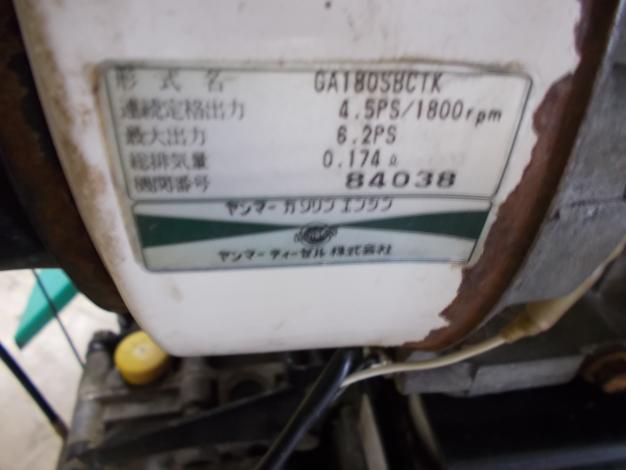 形式名 GA180SBCTK
連続定格出力 4.5PS/1800rpm
最大出力 6.2PS
総排気量 0.174ℓ
機関番号 84038
ヤンマー ガソリン エンジン
ヤンマー ディーゼル 株式会社